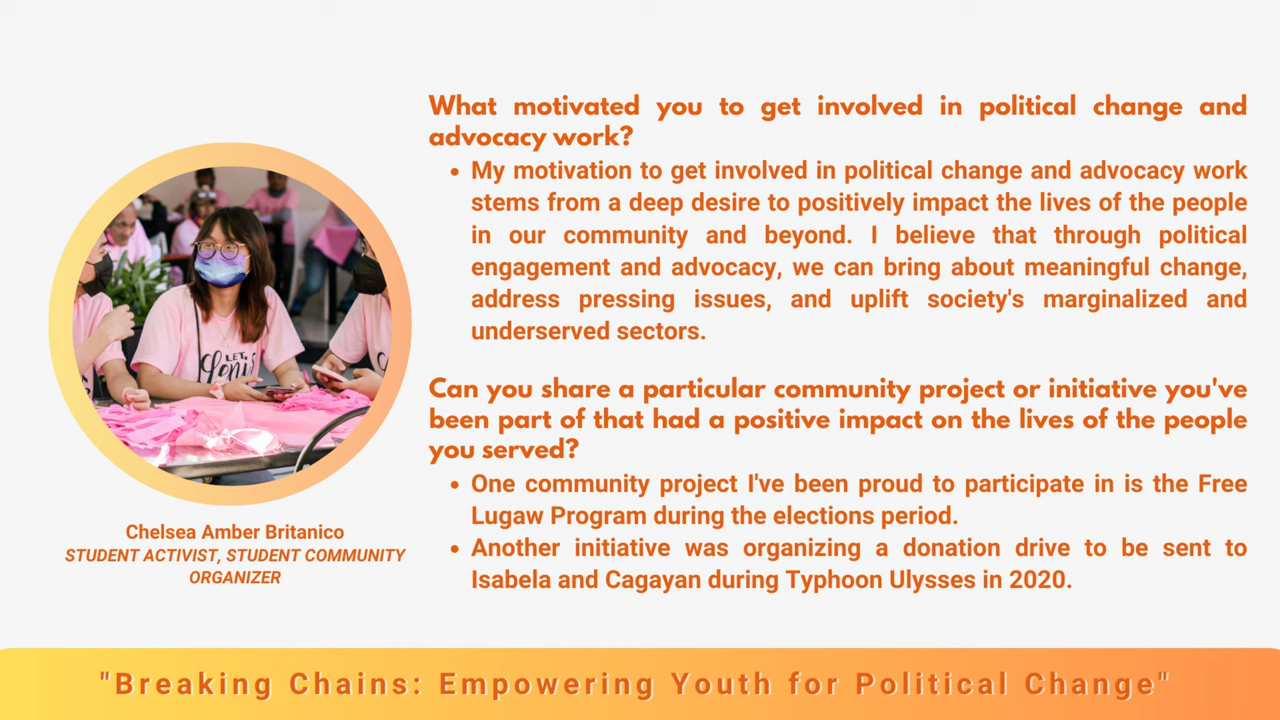 What motivated you to get involved in political change and
advocacy work?
• My motivation to get involved in political change and advocacy work
stems from a deep desire to positively impact the lives of the people
in our community and beyond. I believe that through political
engagement and advocacy, we can bring about meaningful change,
address pressing issues, and uplift society's marginalized and
underserved sectors.
Can you share a particular community project or initiative you've
been part of that had a positive impact on the lives of the people
you served?
• One community project I've been proud to participate in is the Free
Lugaw Program during the elections period.
• Another initiative was organizing a donation drive to be sent to
Isabela and Cagayan during Typhoon Ulysses in 2020.
LET
Leni
Chelsea Amber Britanico
STUDENT ACTIVIST, STUDENT COMMUNITY
ORGANIZER
"Breaking Chains: Empowering Youth for Political Change"